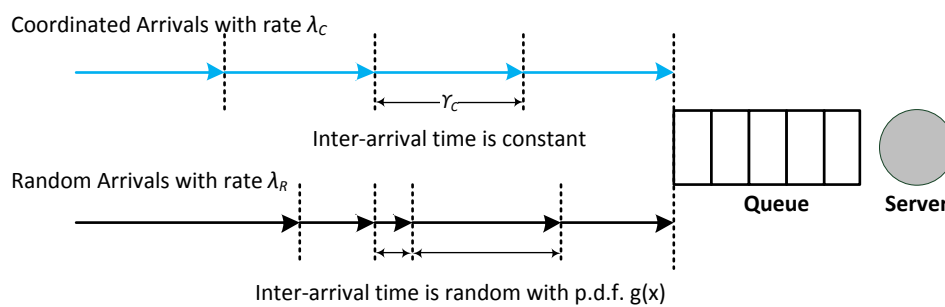 Coordinated Arrivals with rate λC
ϒC
Inter-arrival time is constant
Random Arrivals with rate λR
Queue
Server
Inter-arrival time is random with p.d.f. g(x)